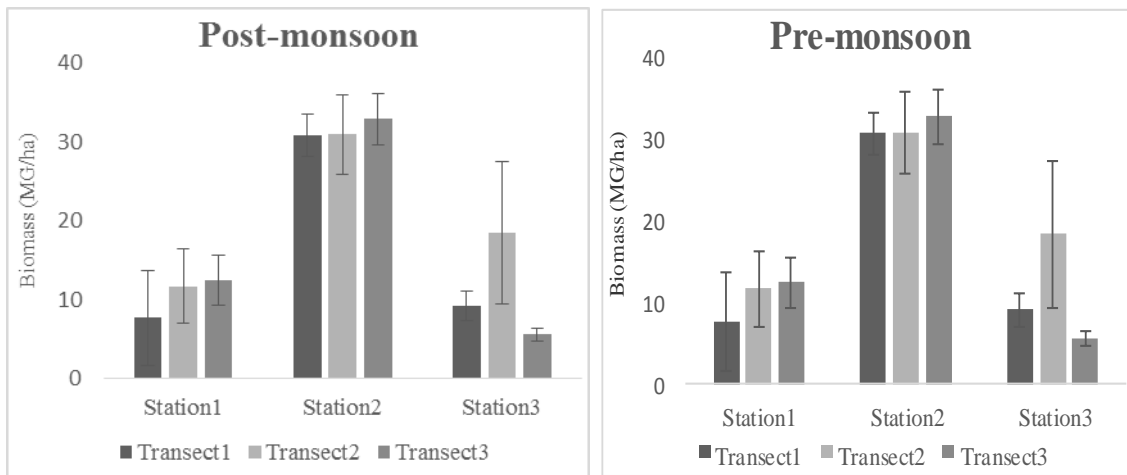 Post-monsoon
Biomass (MG/ha)
40
30
20
10
0
Station1 Station2 Station3
Transect1 Transect2 Transect3
Pre-monsoon
Biomass (MG/ha)
40
30
20
10
0
Station1 Station2 Station3
Transect1 Transect2 Transect3